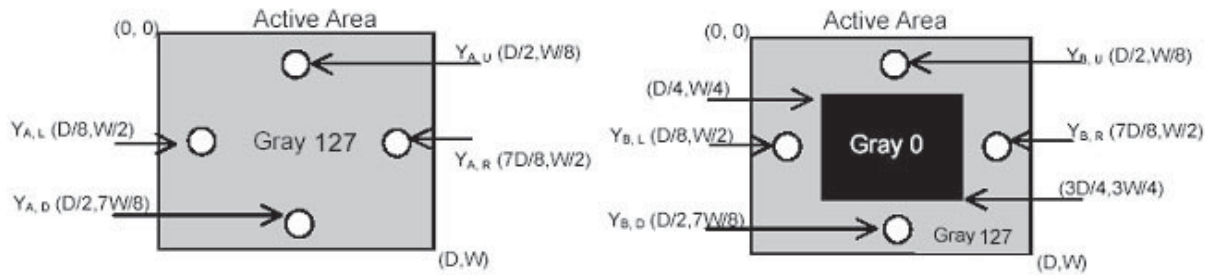 Active Area
(0, 0)
Y_A, U (D/2,W/8)
Y_A, L (D/8,W/2)
Gray 127
Y_A, R (7D/8,W/2)
Y_A, D (D/2,7W/8)
(D,W)
Active Area
(0, 0)
Y_B, U (D/2,W/8)
(D/4,W/4)
Y_B, L (D/8,W/2)
Gray 0
Y_B, R (7D/8,W/2)
(3D/4,3W/4)
Y_B, D (D/2,7W/8)
Gray 127
(D,W)